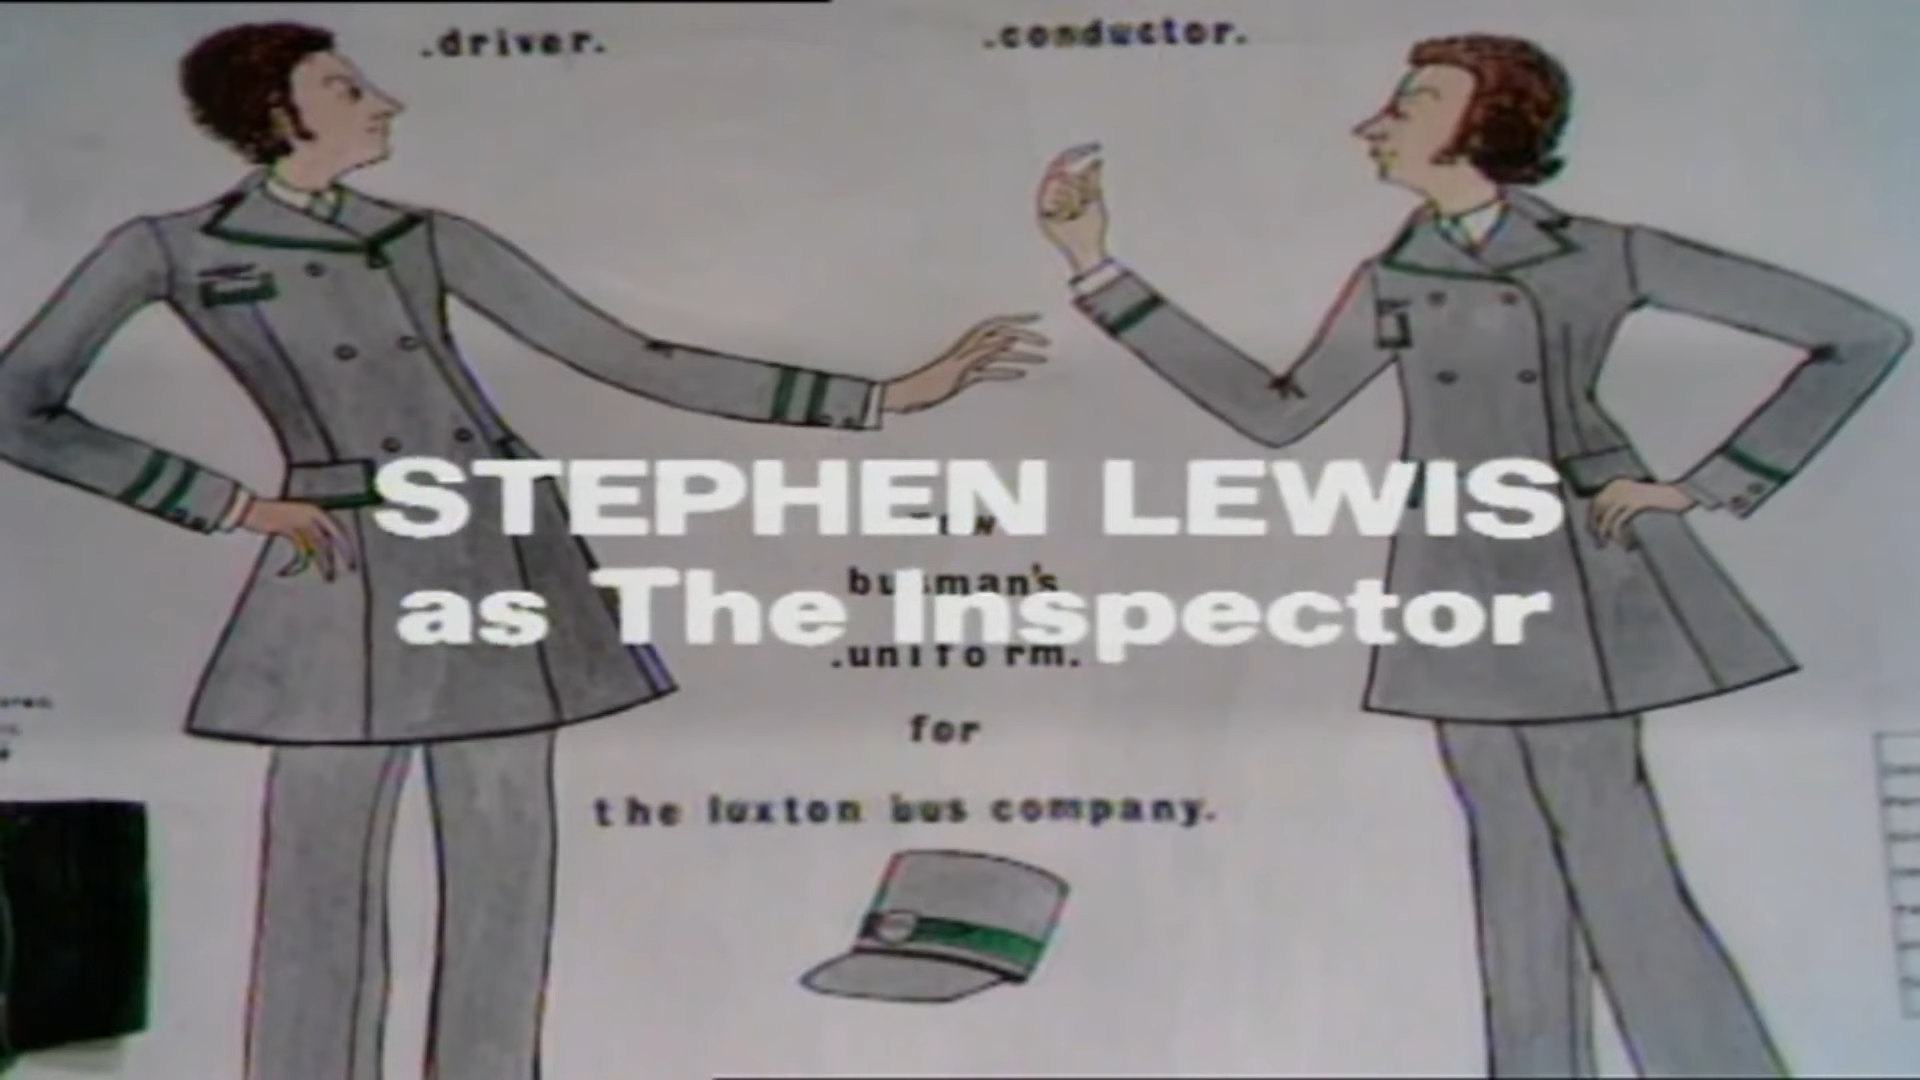 .driver.
.conductor.
STEPHEN LEWIS
busman's
as The Inspector
.uniform.
for
the luxton bus company.